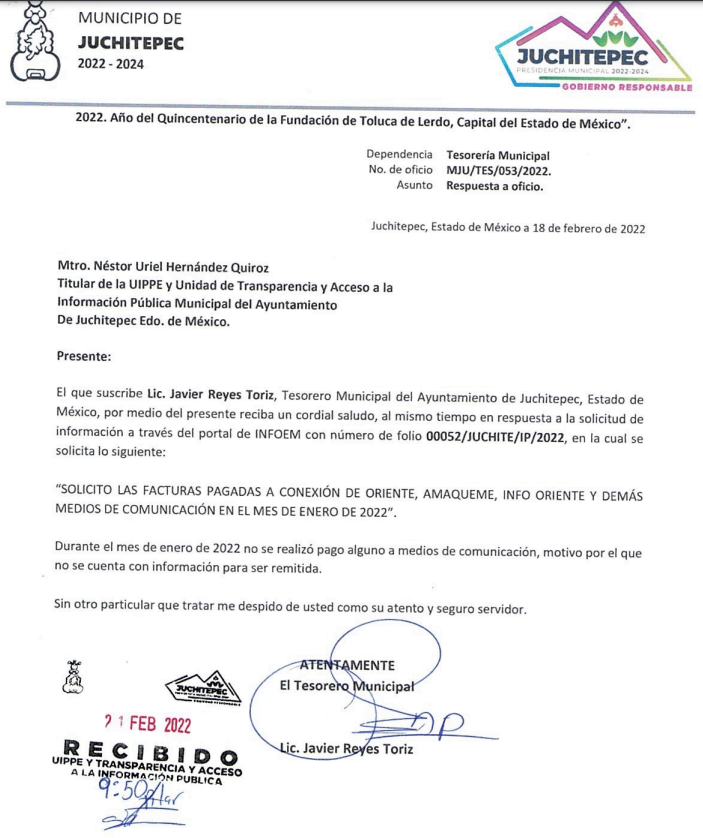 MUNICIPIO DE
JUCHITEPEC
2022 - 2024
JUCHITEPEC
PRESIDENCIA MUNICIPAL 2022-2024
GOBIERNO RESPONSABLE
2022. Año del Quincentenario de la Fundación de Toluca de Lerdo, Capital del Estado de México”.
Dependencia Tesorería Municipal
No. de oficio MJU/TES/053/2022.
Asunto Respuesta a oficio.
Juchitepec, Estado de México a 18 de febrero de 2022
Mtro. Néstor Uriel Hernández Quiroz
Titular de la UIPPE y Unidad de Transparencia y Acceso a la
Información Pública Municipal del Ayuntamiento
De Juchitepec Edo. de México.
Presente:
El que suscribe Lic. Javier Reyes Toriz, Tesorero Municipal del Ayuntamiento de Juchitepec, Estado de
México, por medio del presente reciba un cordial saludo, al mismo tiempo en respuesta a la solicitud de
información a través del portal de INFOEM con número de folio 00052/JUCHITE/IP/2022, en la cual se
solicita lo siguiente:
“SOLICITO LAS FACTURAS PAGADAS A CONEXIÓN DE ORIENTE, AMAQUEME, INFO ORIENTE Y DEMÁS
MEDIOS DE COMUNICACIÓN EN EL MES DE ENERO DE 2022”.
Durante el mes de enero de 2022 no se realizó pago alguno a medios de comunicación, motivo por el que
no se cuenta con información para ser remitida.
Sin otro particular que tratar me despido de usted como su atento y seguro servidor.
ATENTAMENTE
El Tesorero Municipal
Lic. Javier Reyes Toriz
JUCHITEPEC
21 FEB 2022
RECIBIDO
UIPPE Y TRANSPARENCIA Y ACCESO
A LA INFORMACIÓN PUBLICA
9:50